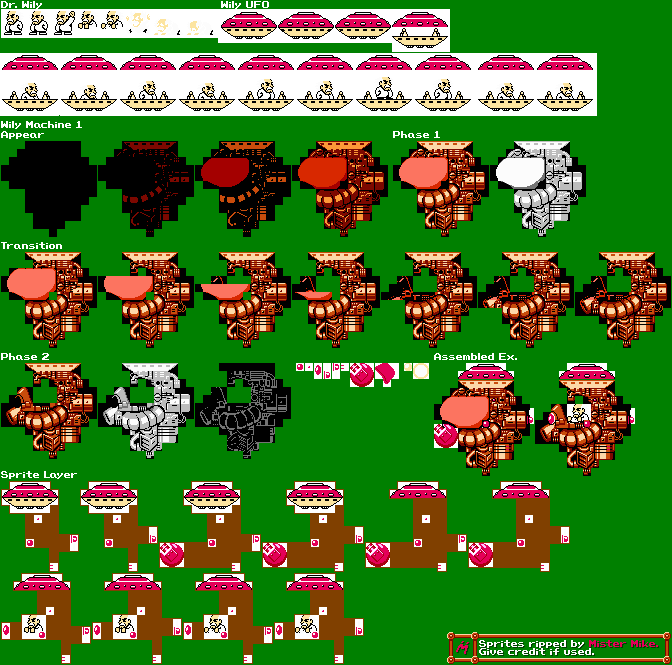 Dr. Wily
Wily UFO
Wily Machine 1
Appear
Phase 1
Transition
Phase 2
Assembled Ex.
Sprite Layer
Sprites ripped by Mister Mike.
Give credit if used.